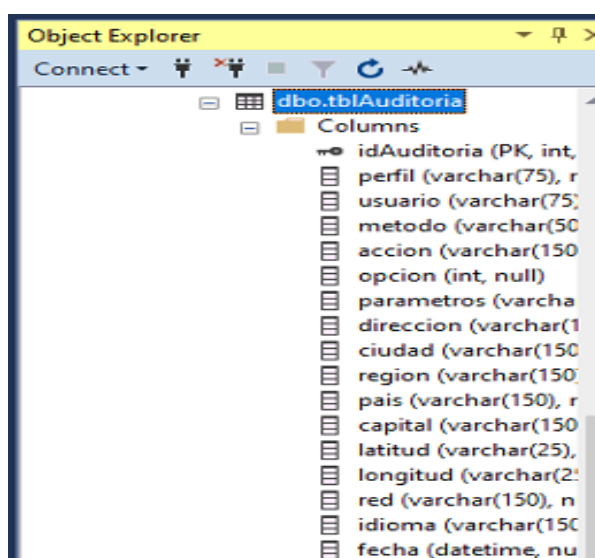 Object Explorer
Connect
dbo.tblAuditoria
Columns
idAuditoria (PK, int,
perfil (varchar(75),
usuario (varchar(75)
metodo (varchar(50
accion (varchar(150
opcion (int, null)
parametros (varcha
direccion (varchar(1
ciudad (varchar(150
region (varchar(150)
pais (varchar(150),
capital (varchar(150
latitud (varchar(25),
longitud (varchar(2
red (varchar(150), n
idioma (varchar(150
fecha (datetime, nu